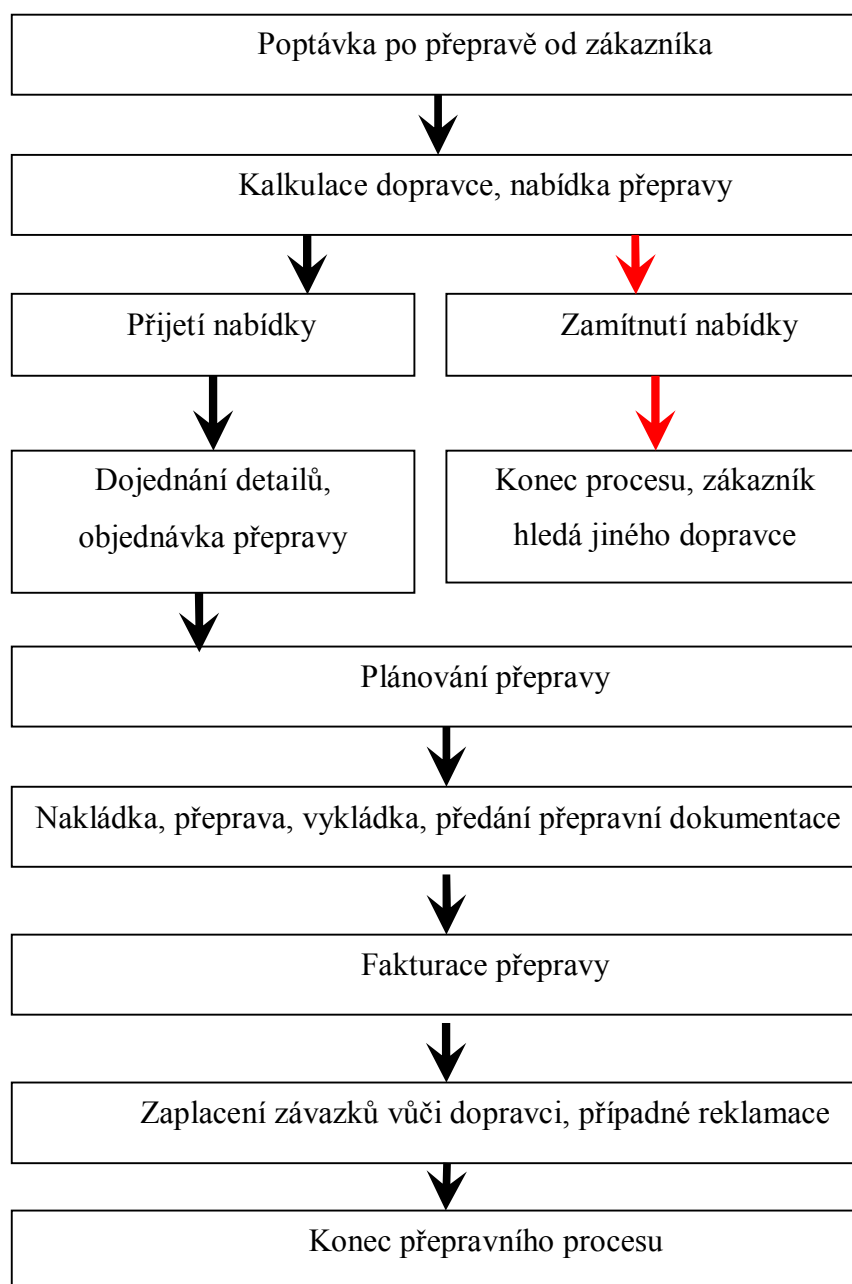 Poptávka po přepravě od zákazníka
Kalkulace dopravce, nabídka přepravy
Přijetí nabídky
Zamítnutí nabídky
Dojednání detailů,
objednávka přepravy
Konec procesu, zákazník
hledá jiného dopravce
Plánování přepravy
Nakládka, přeprava, vykládka, předání přepravní dokumentace
Fakturace přepravy
Zaplacení závazků vůči dopravci, případné reklamace
Konec přepravního procesu